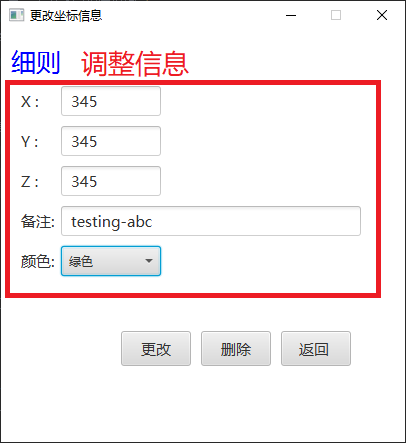 更改坐标信息
细则 调整信息
X : 345
Y : 345
Z : 345
备注: testing-abc
颜色: 绿色
更改 删除 返回